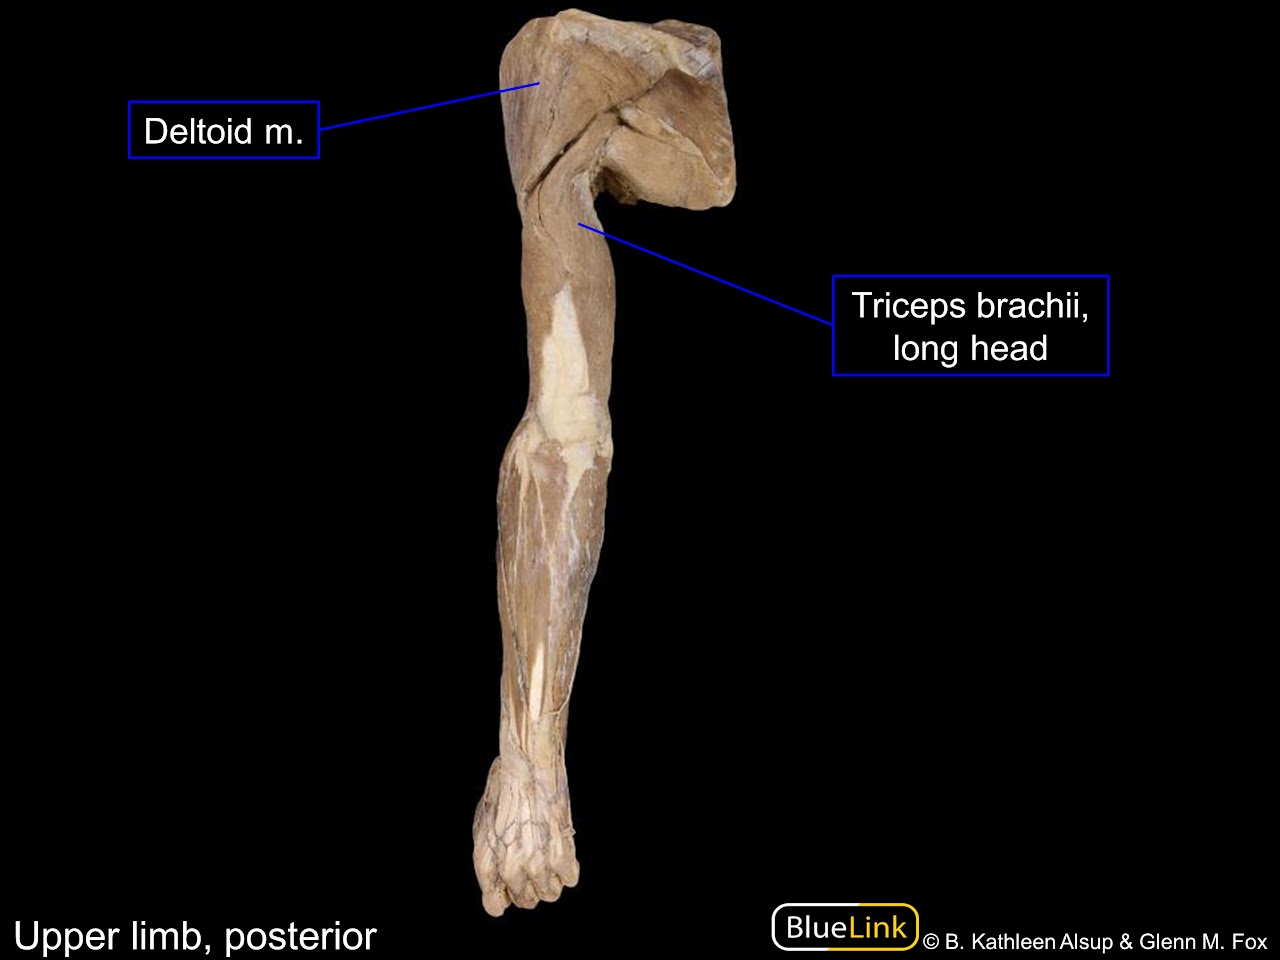 Deltoid m.
Triceps brachii,
long head
Upper limb, posterior
BlueLink
© B. Kathleen Alsup & Glenn M. Fox